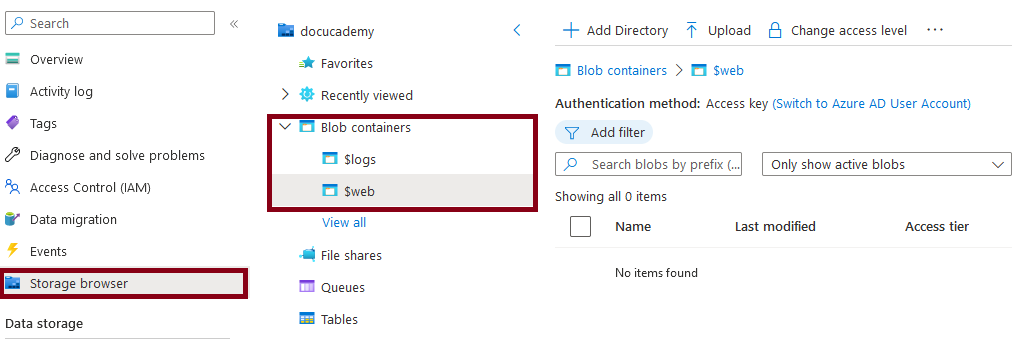 Search
«
Overview
Activity log
Tags
Diagnose and solve problems
Access Control (IAM)
Data migration
Events
Storage browser
Data storage
docucademy
Favorites
Recently viewed
Blob containers
$logs
$web
View all
File shares
Queues
Tables
Add Directory Upload Change access level ···
Blob containers > $web
Authentication method: Access key (Switch to Azure AD User Account)
Add filter
Search blobs by prefix (... Only show active blobs
Showing all 0 items
Name Last modified Access tier
No items found